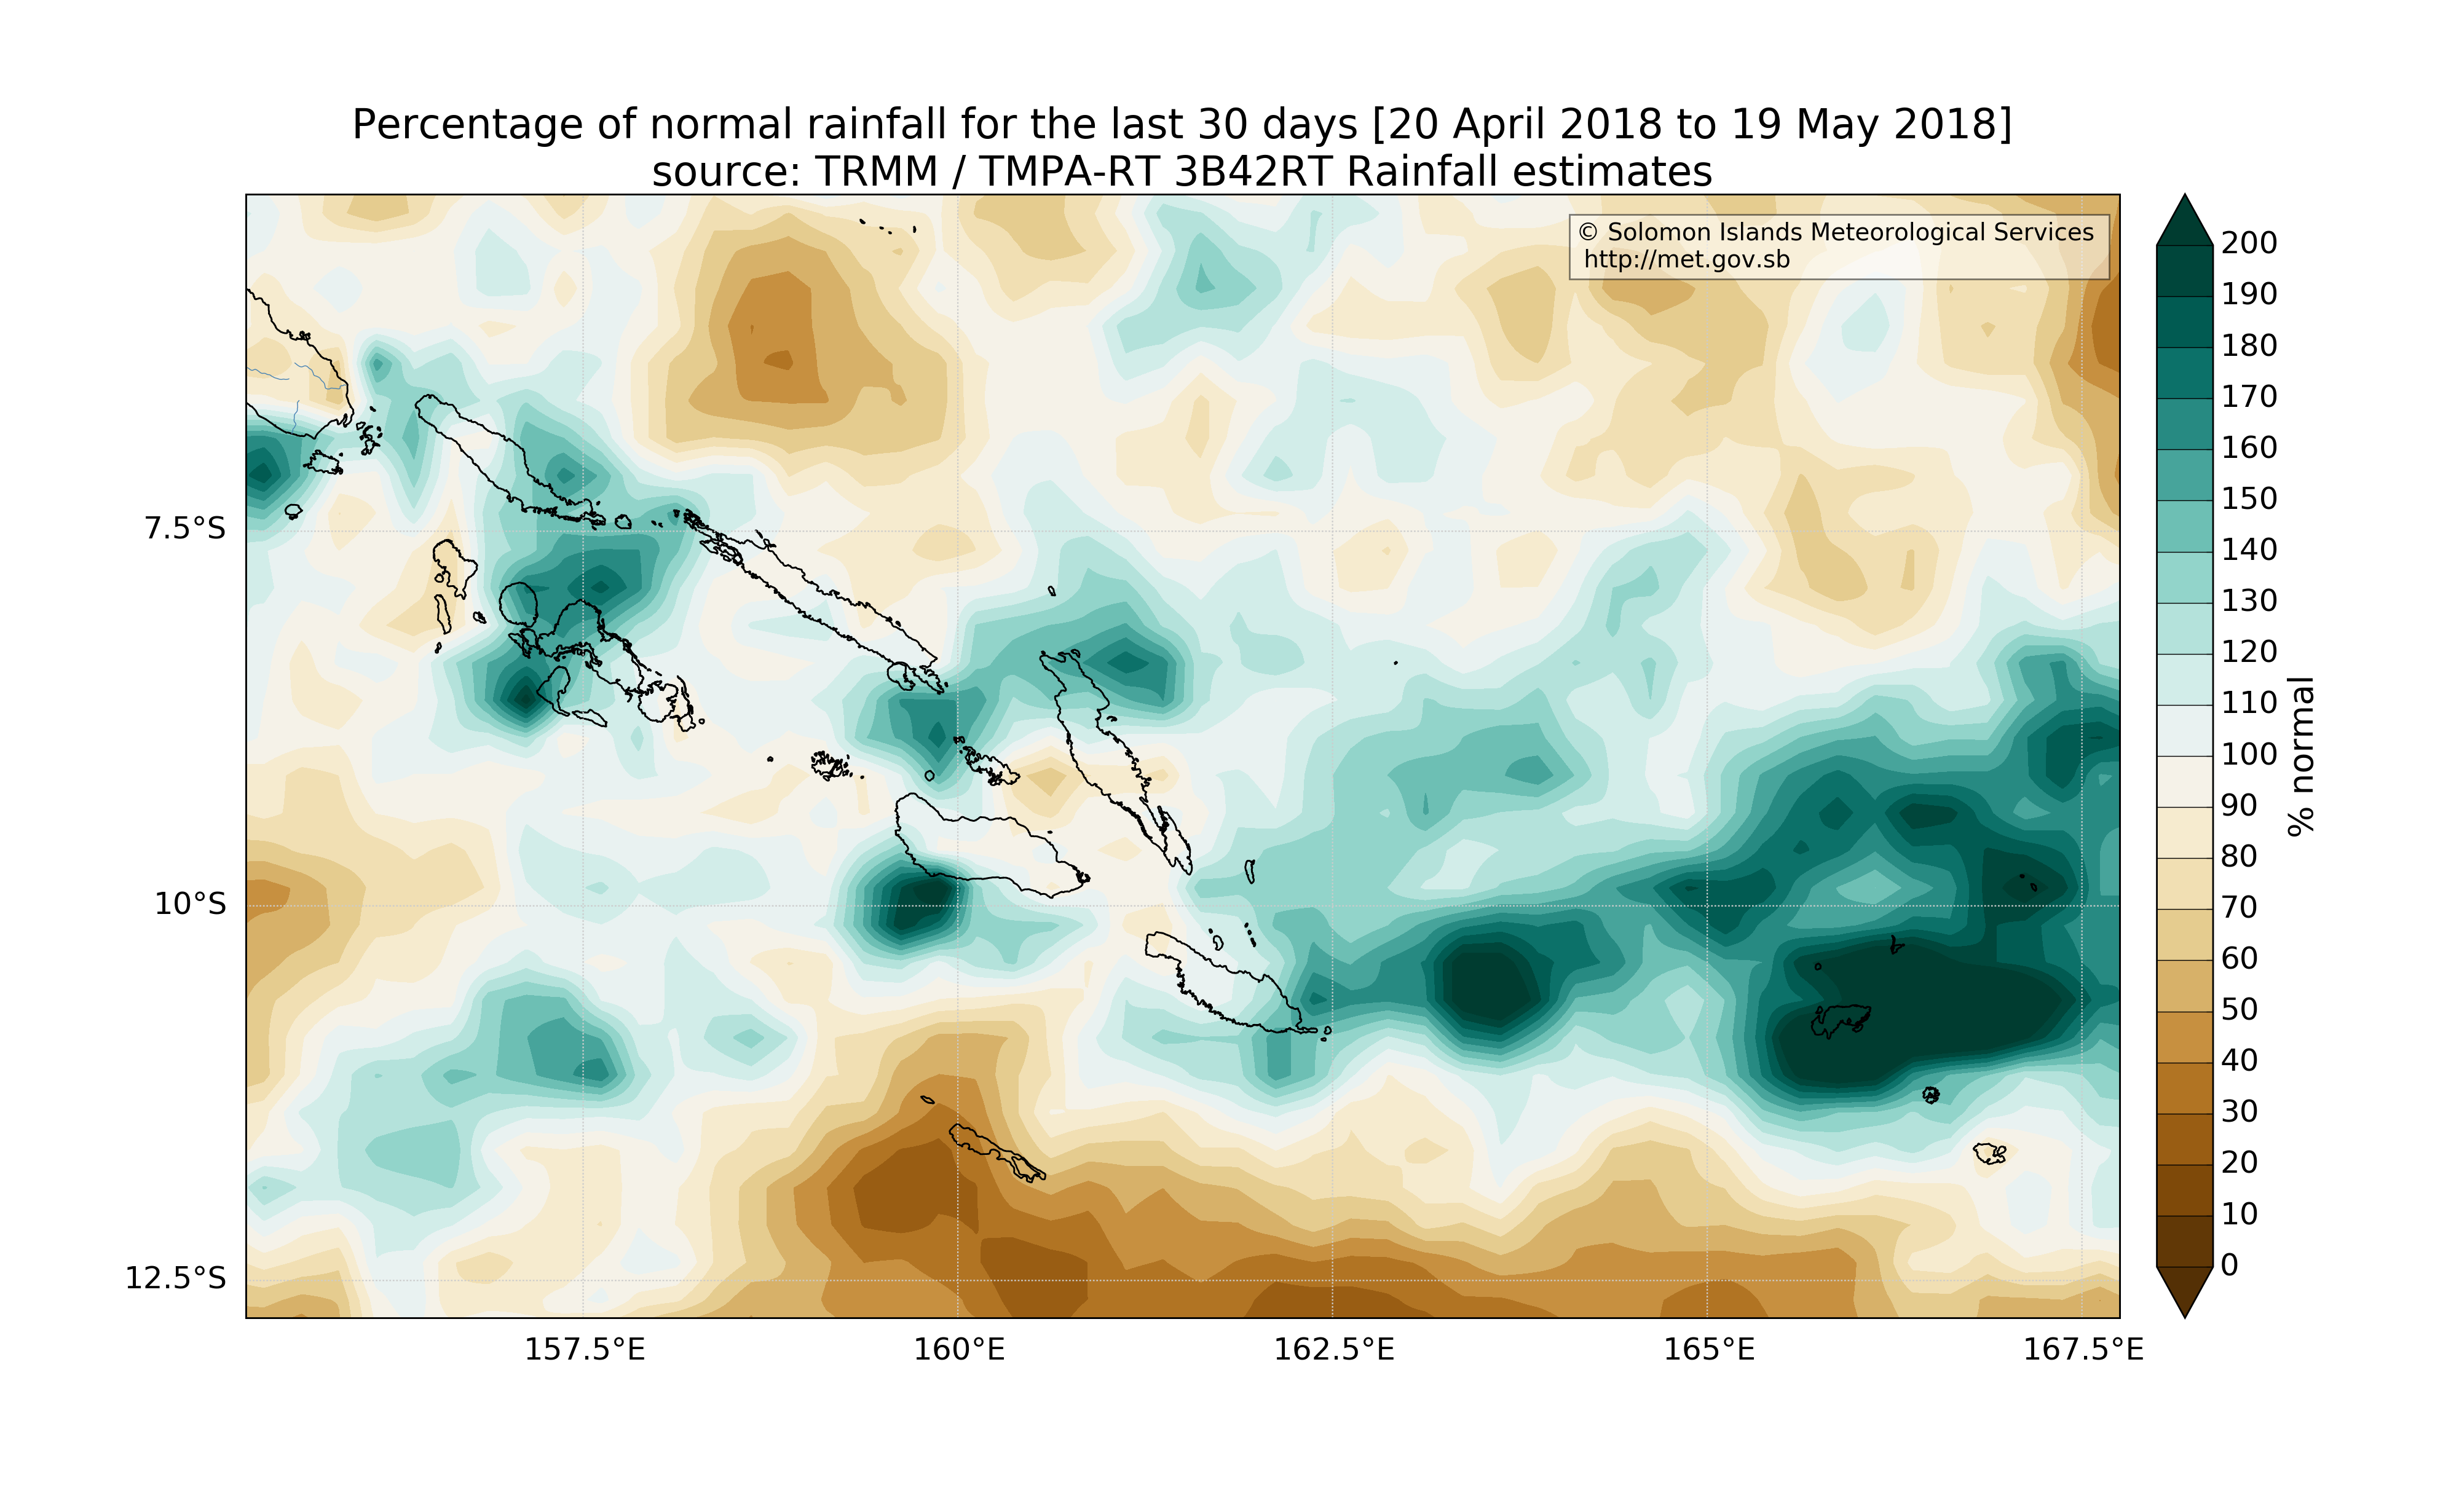 Percentage of normal rainfall for the last 30 days [20 April 2018 to 19 May 2018]
source: TRMM / TMPA-RT 3B42RT Rainfall estimates
© Solomon Islands Meteorological Services
http://met.gov.sb
7.5°S
10°S
12.5°S
157.5°E
160°E
162.5°E
165°E
167.5°E
200
190
180
170
160
150
140
130
120
110
100
90
80
70
60
50
40
30
20
10
0
% normal